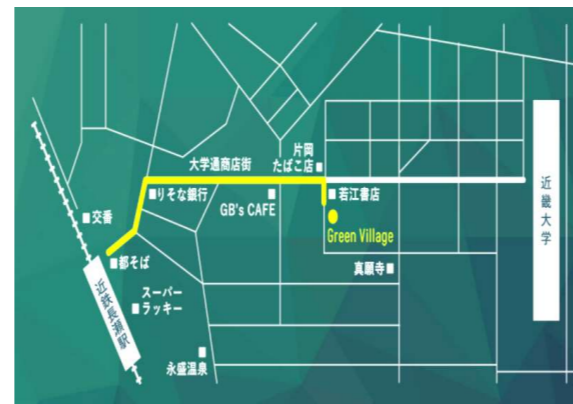 片岡
たばこ店
大学通商店街
りそな銀行
若江書店
GB's CAFE
Green Village
交番
都そば
真願寺
スーパー
ラッキー
永盛温泉
近鉄長瀬駅
近畿大学